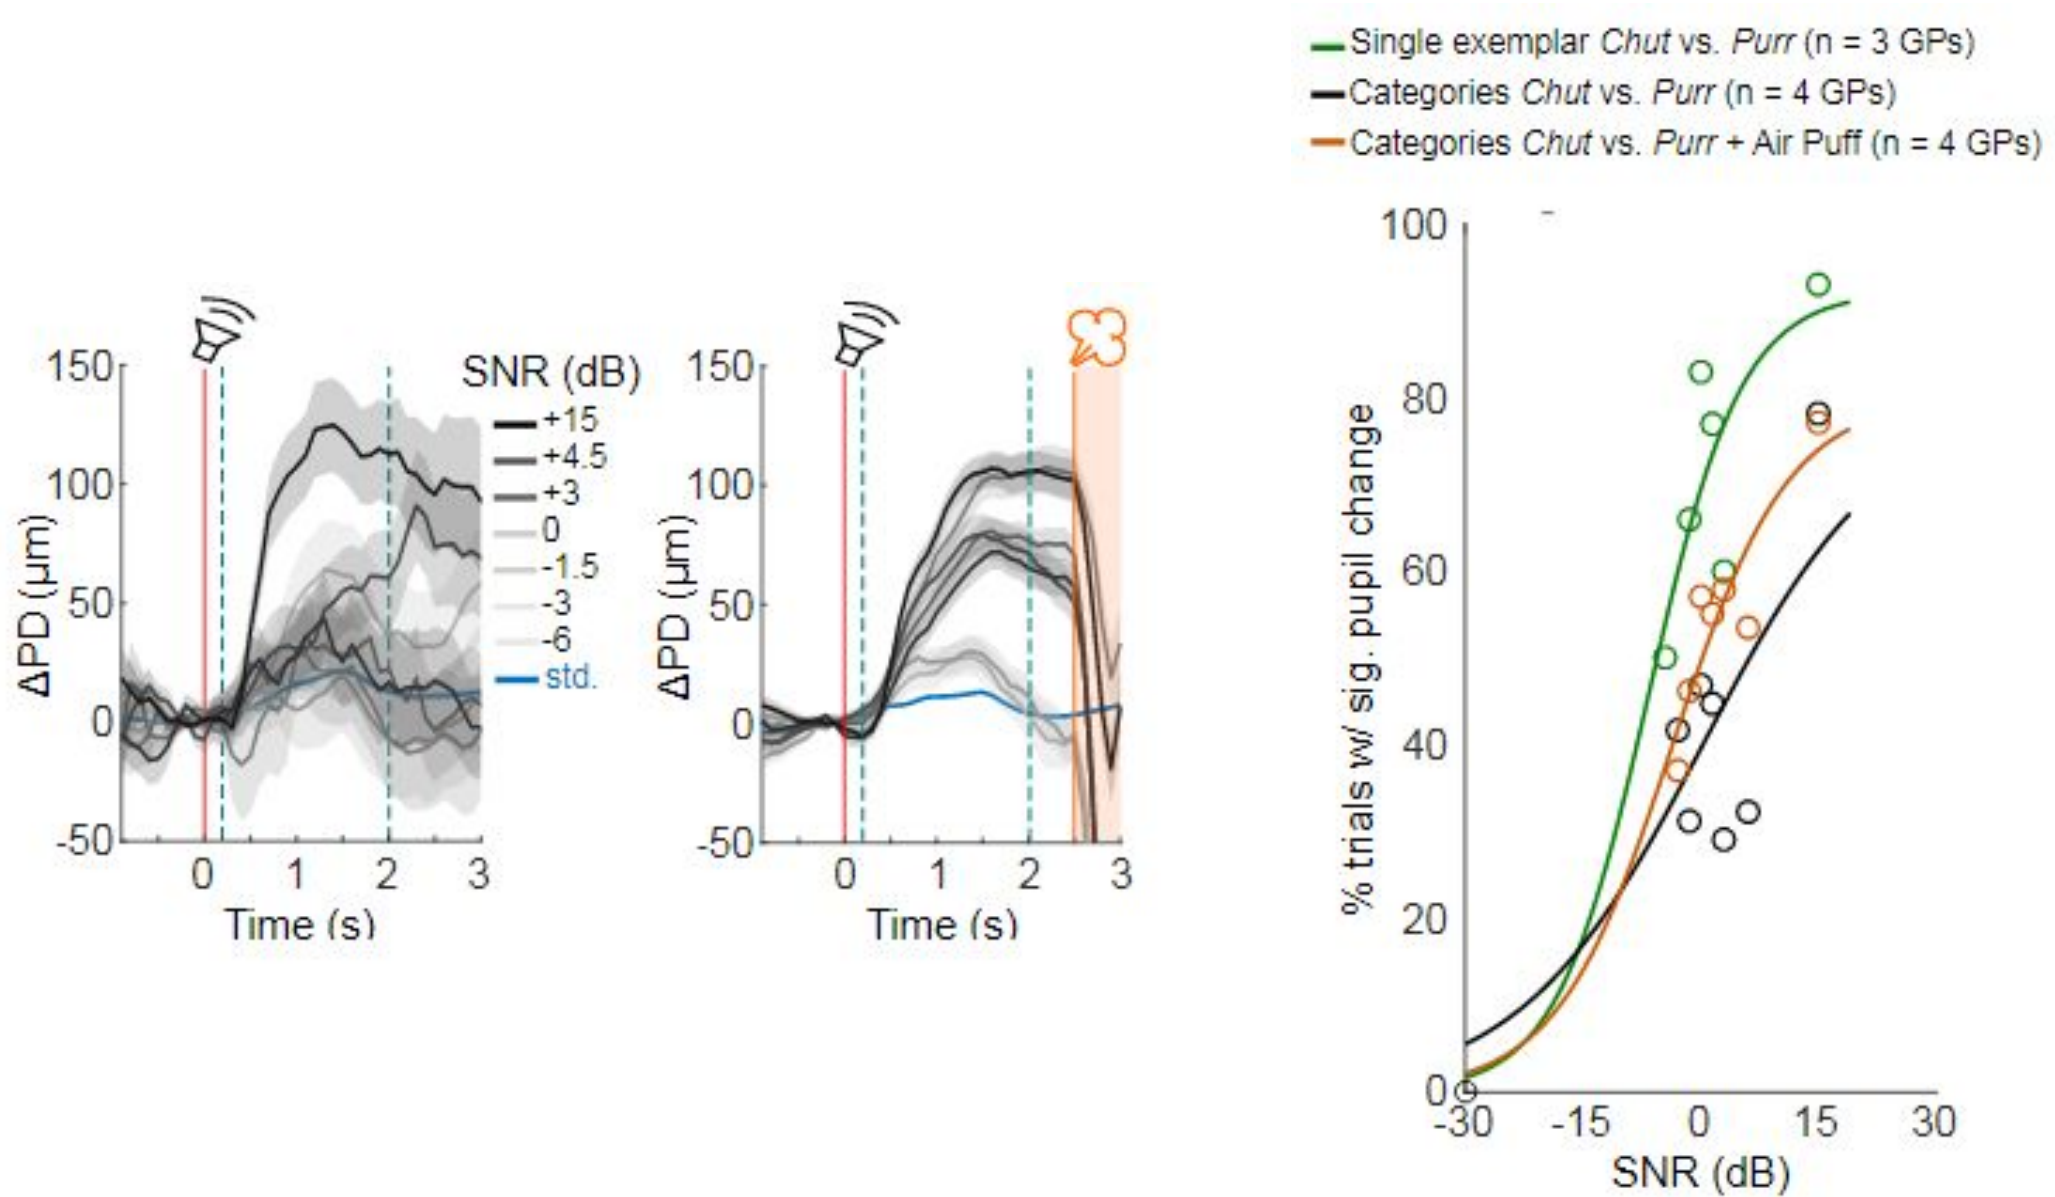 Single exemplar Chut vs. Purr (n = 3 GPs)
Categories Chut vs. Purr (n = 4 GPs)
Categories Chut vs. Purr + Air Puff (n = 4 GPs)
150
100
50
0
-50
ΔPD (µm)
0 1 2 3
Time (s)
SNR (dB)
+15
+4.5
+3
0
-1.5
-3
-6
std.
150
100
50
0
-50
ΔPD (µm)
0 1 2 3
Time (s)
100
80
60
40
20
0
% trials w/ sig. pupil change
-30 -15 0 15 30
SNR (dB)